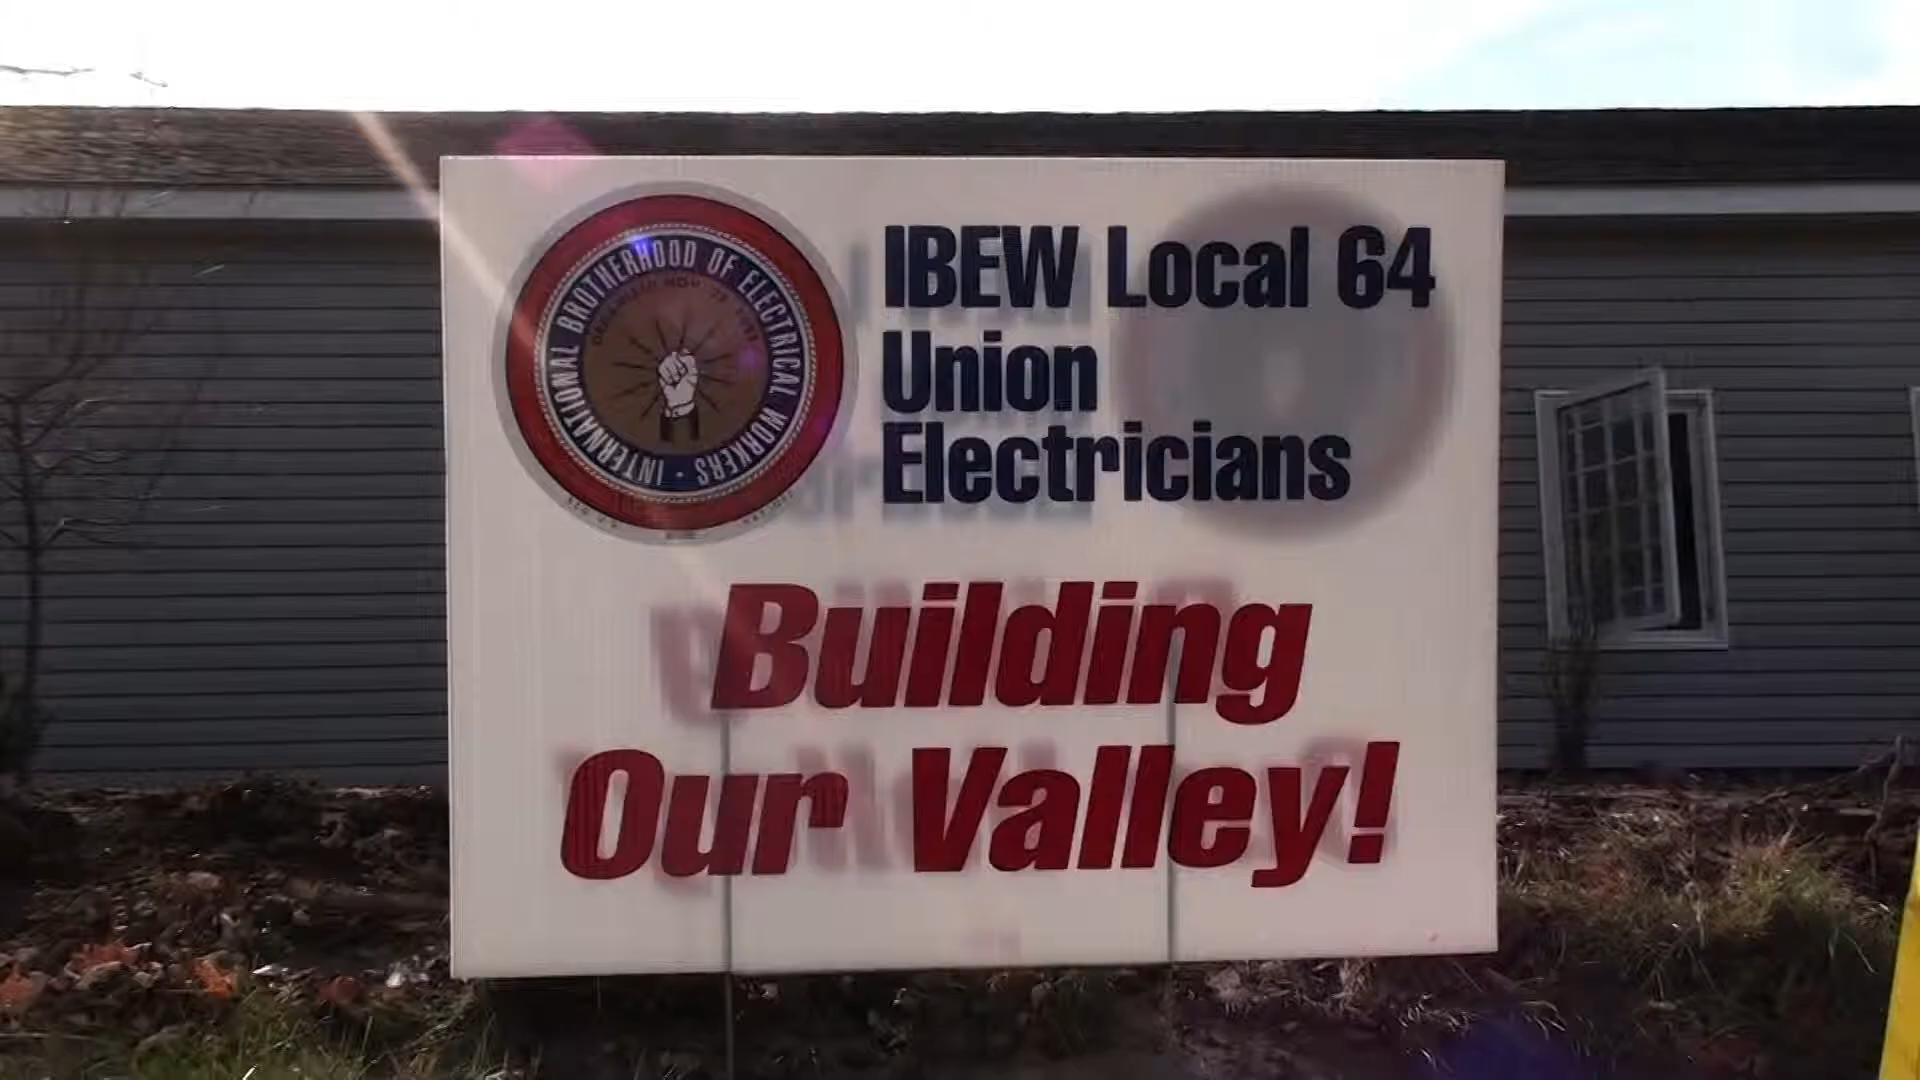 INTERNATIONAL BROTHERHOOD OF ELECTRICAL WORKERS
IBEW Local 64
Union
Electricians
Building
Our Valley!